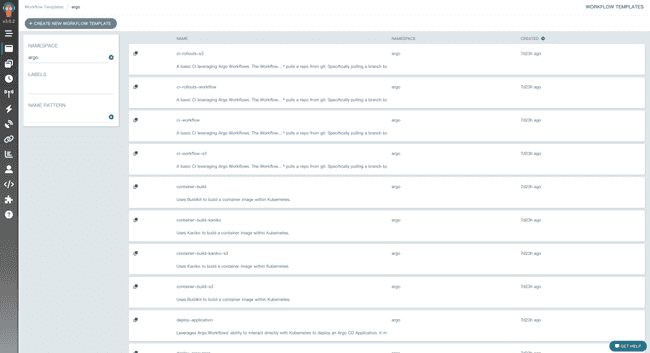 Workflow Templates / argo
WORKFLOW TEMPLATES
v3.6.2
+ CREATE NEW WORKFLOW TEMPLATE
NAMESPACE
argo
LABELS
NAME PATTERN
NAME NAMESPACE CREATED
ci-rollouts-s3 argo 7d23h ago
A basic CI leveraging Argo Workflows. The Workflow... * pulls a repo from git. Specifically pulling a branch to
ci-rollouts-workflow argo 7d23h ago
A basic CI leveraging Argo Workflows. The Workflow... * puts a repo from git. Specifically pulling a branch to
ci-workflow argo 7d23h ago
A basic CI leveraging Argo Workflows. The Workflow... * pulls a repo from git. Specifically pulling a branch to
ci-workflow-s3 argo 7d23h ago
A basic CI leveraging Argo Workflows. The Workflow... * pulls a repo from git. Specifically pulling a branch to
container-build argo 7d23h ago
Uses Buildkit to build a container image within Kubernetes.
container-build-kaniko argo 7d23h ago
Uses Kaniko to build a container image within Kubernetes.
container-build-kaniko-s3 argo 7d23h ago
Uses Kaniko to build a container image within Kubernetes
container-build-s3 argo 7d23h ago
Uses Buildkit to build a container image within Kubernetes
deploy-application argo 7d23h ago
Leverages Argo Workflows' ability to interact directly with Kubernetes to deploy an Argo CD Application. It m
GET HELP